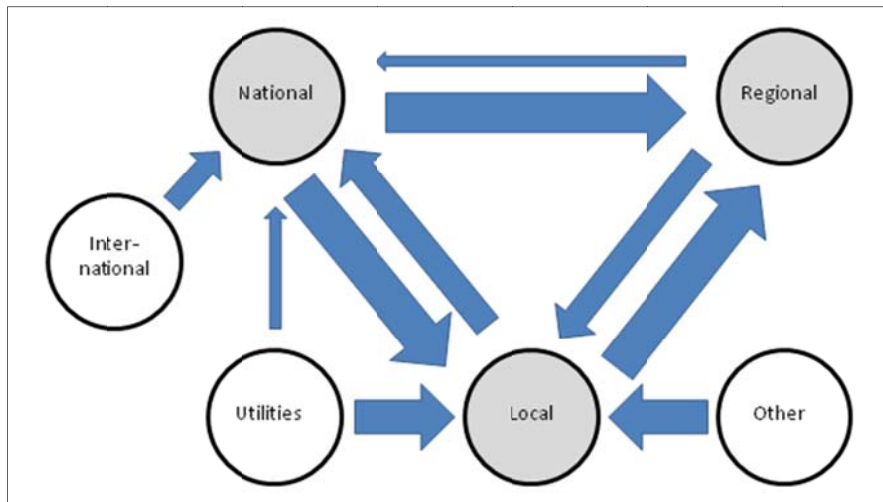 National
Regional
Inter-
national
Utilities
Local
Other